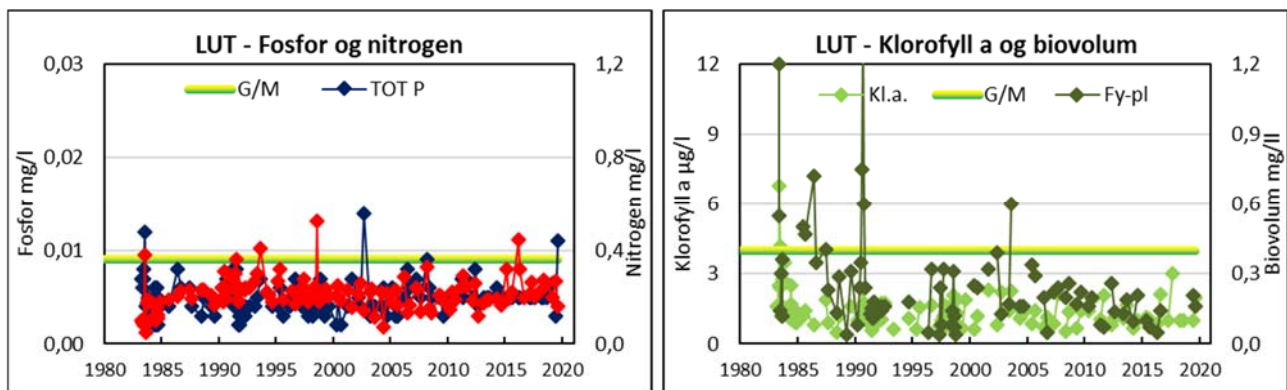 LUT - Fosfor og nitrogen
0,03
0,02
0,01
0,00
Fosfor mg/l
G/M
TOT P
1,2
0,8
0,4
0,0
Nitrogen mg/l
1980 1985 1990 1995 2000 2005 2010 2015 2020
LUT - Klorofyll a og biovolum
12
9
6
3
0
Klorofyll a µg/l
Kl.a.
G/M
Fy-pl
1,2
0,9
0,6
0,3
0,0
Biovolum mg/ll
1980 1985 1990 1995 2000 2005 2010 2015 2020